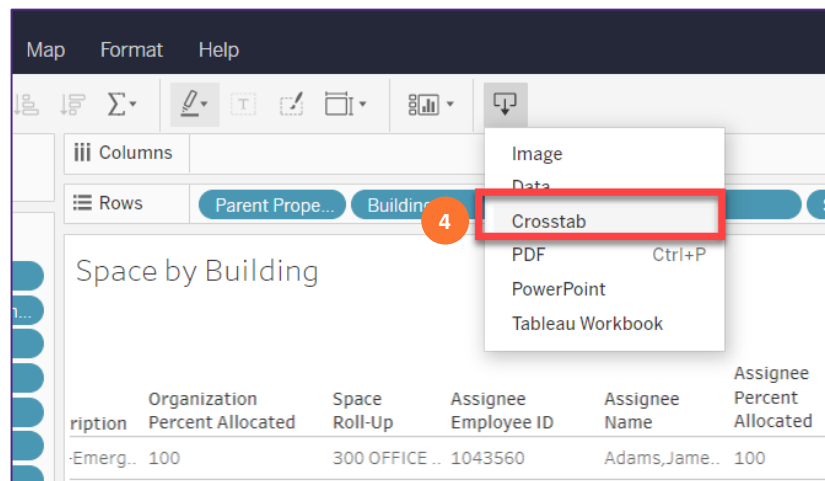 Map Format Help
T
Columns
Rows
Parent Prope... Building
4
Image
Data
Crosstab
PDF Ctrl+P
PowerPoint
Tableau Workbook
Space by Building
n...
ription
Organization
Percent Allocated
Space
Roll-Up
Assignee
Employee ID
Assignee
Name
Assignee
Percent
Allocated
-Emerg.. 100 300 OFFICE .. 1043560 Adams,Jame.. 100